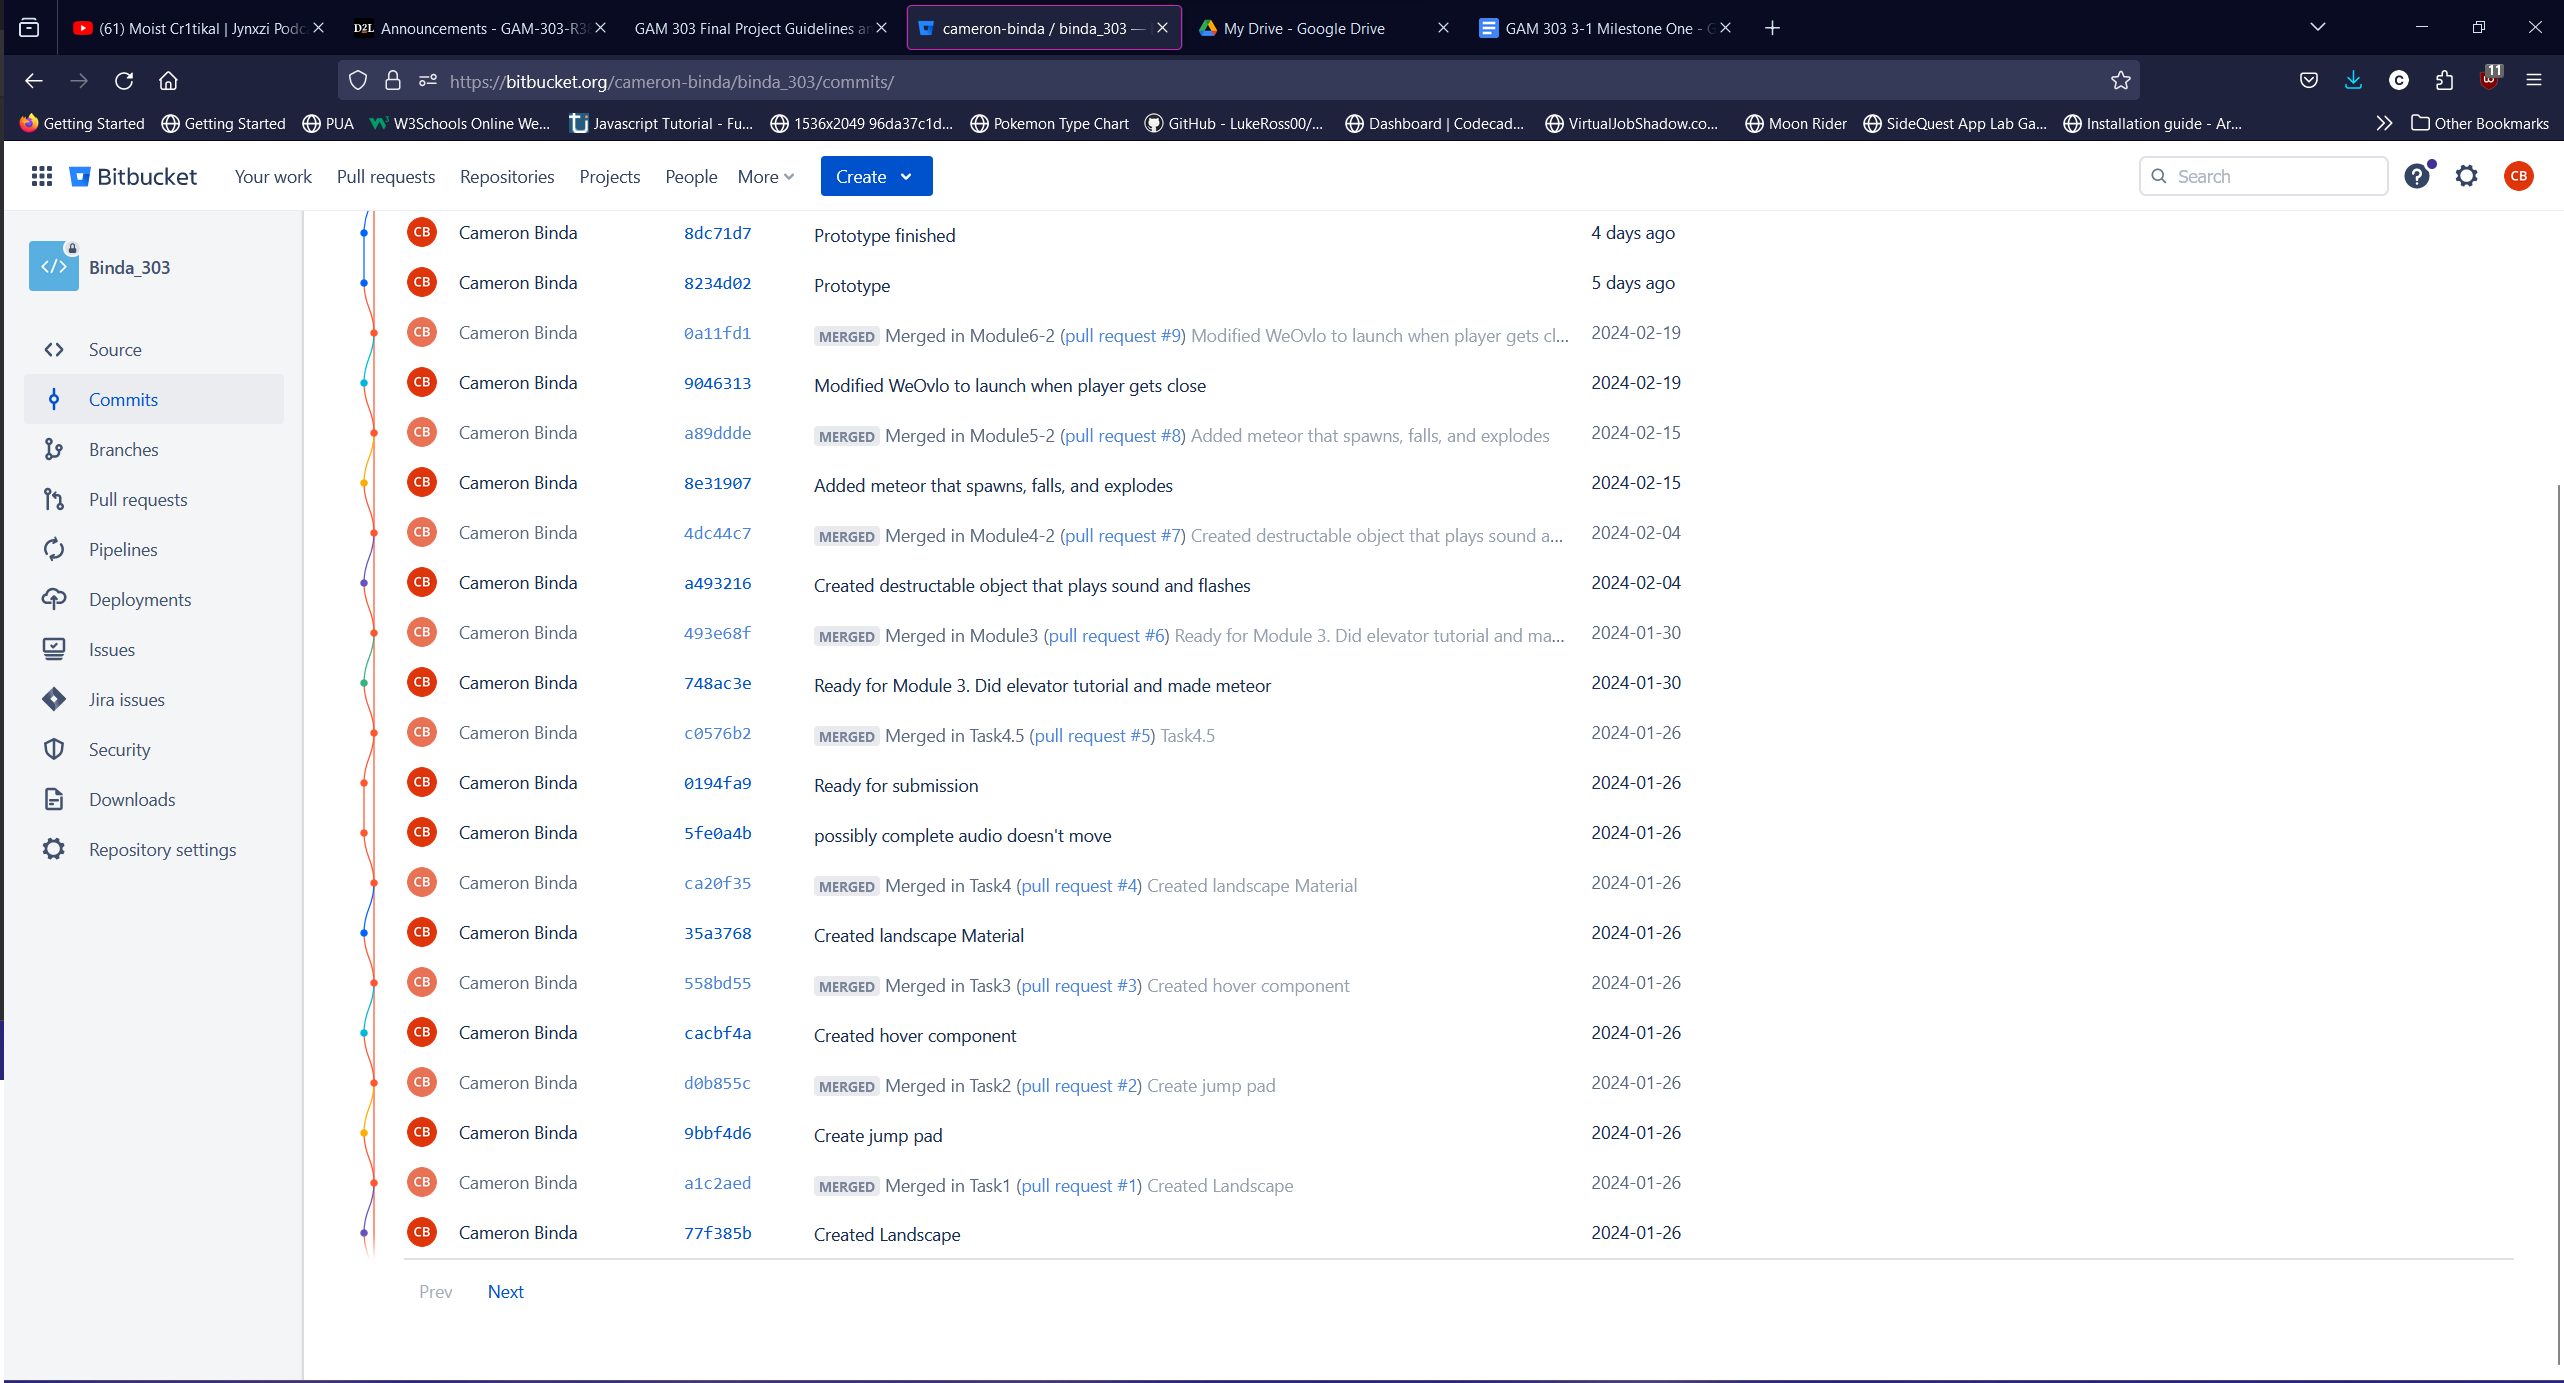 (61) Moist Cr1tikal | Jynxzi Podc
Announcements - GAM-303-R3
GAM 303 Final Project Guidelines ar
cameron-binda / binda_303 —
My Drive - Google Drive
GAM 303 3-1 Milestone One - G
https://bitbucket.org/cameron-binda/binda_303/commits/
11
Getting Started
Getting Started
PUA
W3Schools Online We...
Javascript Tutorial - Fu...
1536x2049 96da37c1d...
Pokemon Type Chart
GitHub - LukeRoss00/...
Dashboard | Codecad...
VirtualJobShadow.co...
Moon Rider
SideQuest App Lab Ga...
Installation guide - Ar...
Other Bookmarks
Bitbucket
Your work
Pull requests
Repositories
Projects
People
More
Create
Search
CB
Binda_303
Source
Commits
Branches
Pull requests
Pipelines
Deployments
Issues
Jira issues
Security
Downloads
Repository settings
CB Cameron Binda 8dc71d7 Prototype finished 4 days ago
CB Cameron Binda 8234d02 Prototype 5 days ago
CB Cameron Binda 0a11fd1 MERGED Merged in Module6-2 (pull request #9) Modified WeOvlo to launch when player gets cl... 2024-02-19
CB Cameron Binda 9046313 Modified WeOvlo to launch when player gets close 2024-02-19
CB Cameron Binda a89ddde MERGED Merged in Module5-2 (pull request #8) Added meteor that spawns, falls, and explodes 2024-02-15
CB Cameron Binda 8e31907 Added meteor that spawns, falls, and explodes 2024-02-15
CB Cameron Binda 4dc44c7 MERGED Merged in Module4-2 (pull request #7) Created destructable object that plays sound a... 2024-02-04
CB Cameron Binda a493216 Created destructable object that plays sound and flashes 2024-02-04
CB Cameron Binda 493e68f MERGED Merged in Module3 (pull request #6) Ready for Module 3. Did elevator tutorial and ma... 2024-01-30
CB Cameron Binda 748ac3e Ready for Module 3. Did elevator tutorial and made meteor 2024-01-30
CB Cameron Binda c0576b2 MERGED Merged in Task4.5 (pull request #5) Task4.5 2024-01-26
CB Cameron Binda 0194fa9 Ready for submission 2024-01-26
CB Cameron Binda 5fe0a4b possibly complete audio doesn't move 2024-01-26
CB Cameron Binda ca20f35 MERGED Merged in Task4 (pull request #4) Created landscape Material 2024-01-26
CB Cameron Binda 35a3768 Created landscape Material 2024-01-26
CB Cameron Binda 558bd55 MERGED Merged in Task3 (pull request #3) Created hover component 2024-01-26
CB Cameron Binda cacbf4a Created hover component 2024-01-26
CB Cameron Binda d0b855c MERGED Merged in Task2 (pull request #2) Create jump pad 2024-01-26
CB Cameron Binda 9bbf4d6 Create jump pad 2024-01-26
CB Cameron Binda a1c2aed MERGED Merged in Task1 (pull request #1) Created Landscape 2024-01-26
CB Cameron Binda 77f385b Created Landscape 2024-01-26
Prev Next